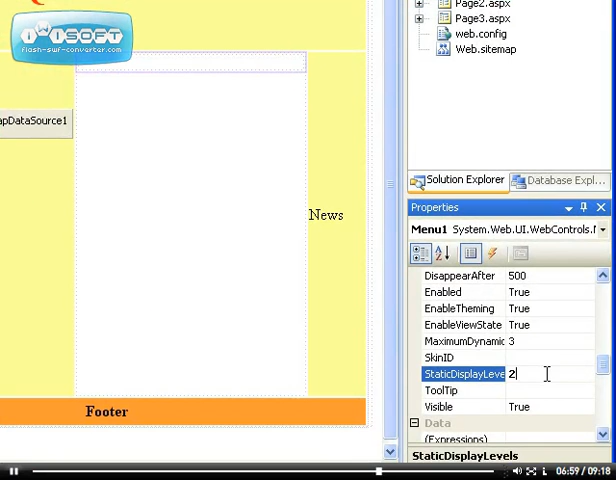 iWiSOFT
flash-swf-converter.com
Page2.aspx
Page3.aspx
web.config
Web.sitemap
apDataSource1
News
Footer
Solution Explorer
Database Expl...
Properties
Menu1 System.Web.UI.WebControls.M
DisappearAfter 500
Enabled True
EnableTheming True
EnableViewState True
MaximumDynamic 3
SkinID
StaticDisplayLeve 2
ToolTip
Visible True
Data
(Expressions)
StaticDisplayLevels
06:59 / 09:18